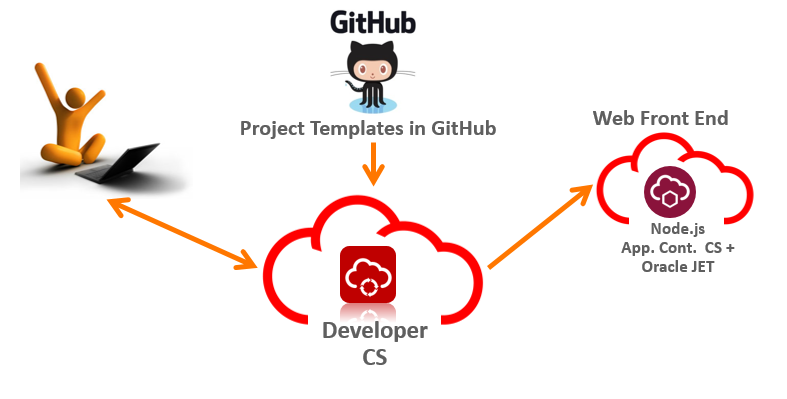 GitHub
Project Templates in GitHub
Web Front End
Node.js
App. Cont.  CS +
Oracle JET
Developer
CS